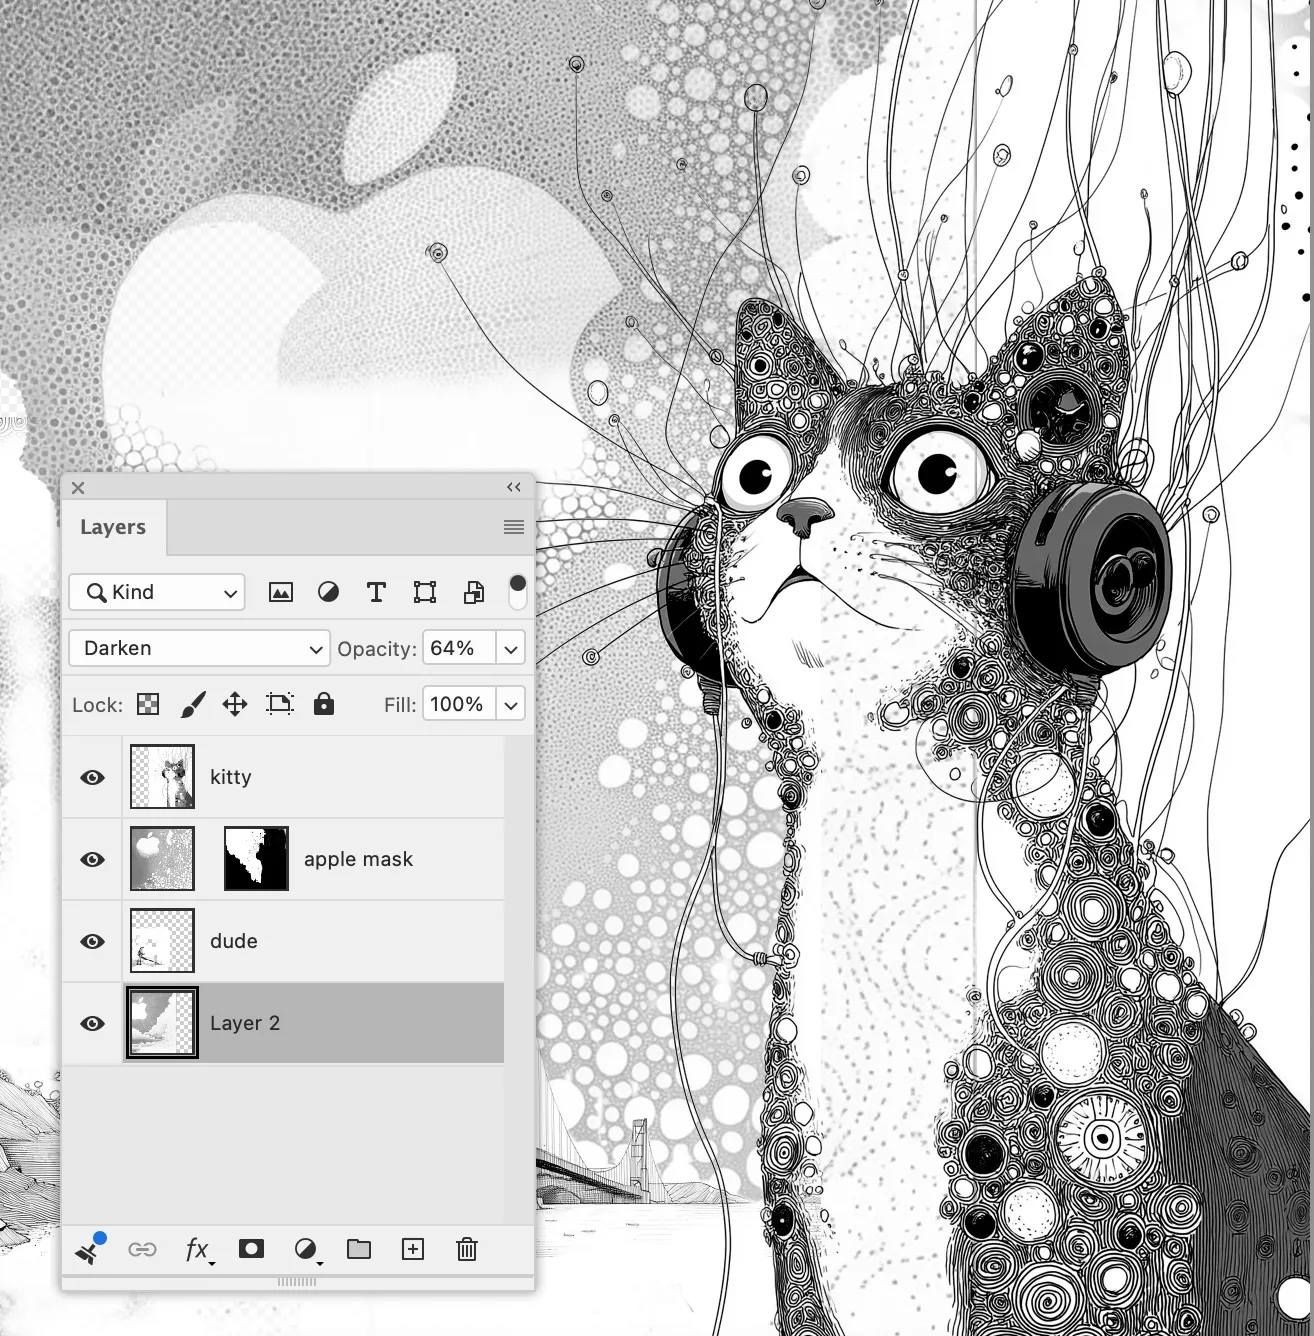 Layers
Kind
Darken
Opacity: 64%
Lock:
Fill: 100%
kitty
apple mask
dude
Layer 2
fx